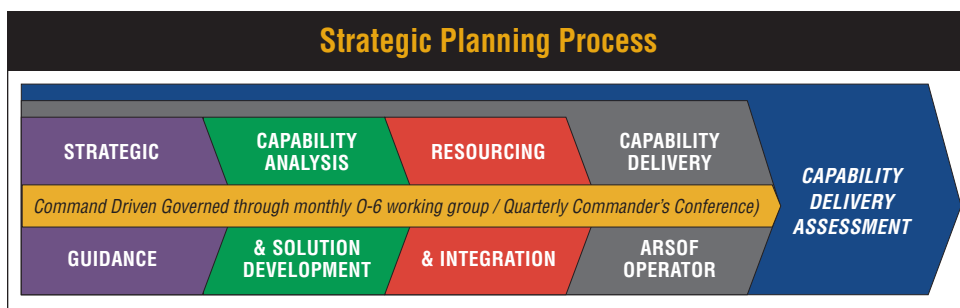 Strategic Planning Process
STRATEGIC
CAPABILITY
ANALYSIS
RESOURCING
CAPABILITY
DELIVERY
Command Driven Governed through monthly O-6 working group / Quarterly Commander's Conference)
GUIDANCE
& SOLUTION
DEVELOPMENT
& INTEGRATION
ARSOF
OPERATOR
CAPABILITY
DELIVERY
ASSESSMENT